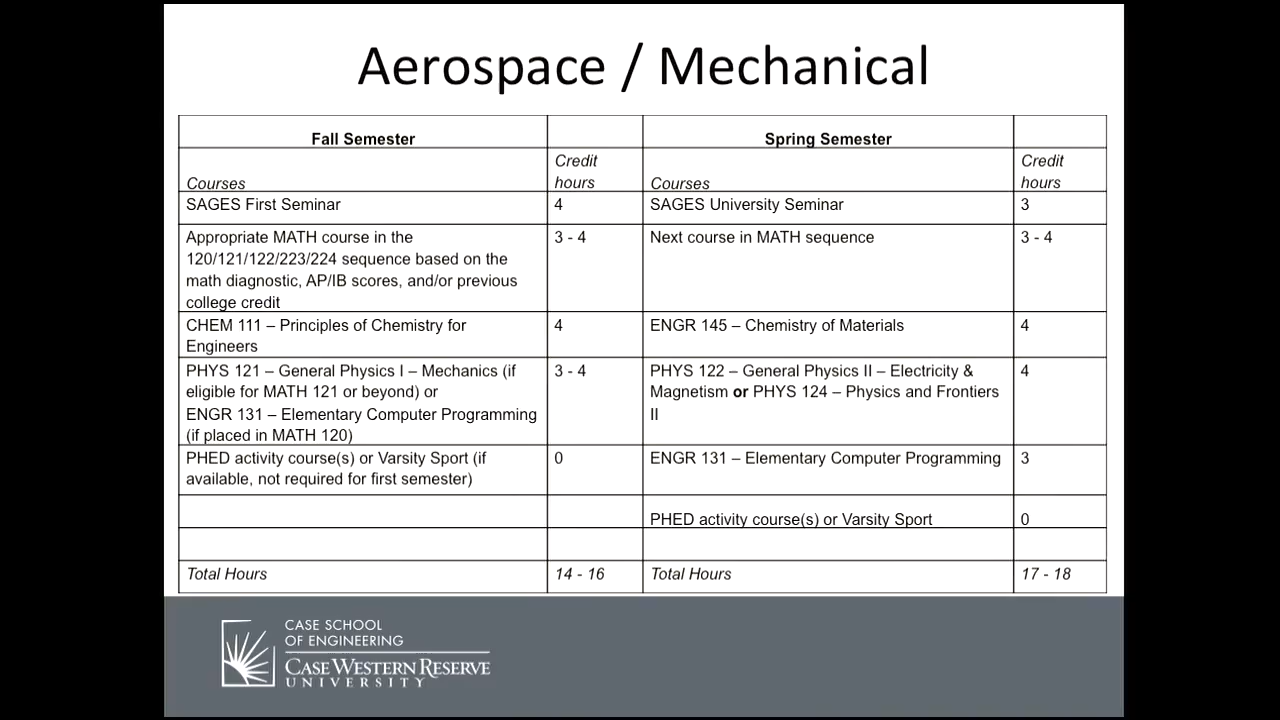 Aerospace / Mechanical
Fall Semester
Spring Semester
Courses
Credit
hours
Courses
Credit
hours
SAGES First Seminar
4
SAGES University Seminar
3
Appropriate MATH course in the
120/121/122/223/224 sequence based on the
math diagnostic, AP/IB scores, and/or previous
college credit
3 - 4
Next course in MATH sequence
3 - 4
CHEM 111 – Principles of Chemistry for
Engineers
4
ENGR 145 – Chemistry of Materials
4
PHYS 121 – General Physics I – Mechanics (if
eligible for MATH 121 or beyond) or
ENGR 131 – Elementary Computer Programming
(if placed in MATH 120)
3 - 4
PHYS 122 – General Physics II – Electricity &
Magnetism or PHYS 124 – Physics and Frontiers
II
4
PHED activity course(s) or Varsity Sport (if
available, not required for first semester)
0
ENGR 131 – Elementary Computer Programming
3
PHED activity course(s) or Varsity Sport
0
Total Hours
14 - 16
Total Hours
17 - 18
CASE SCHOOL
OF ENGINEERING
CASE WESTERN RESERVE
UNIVERSITY